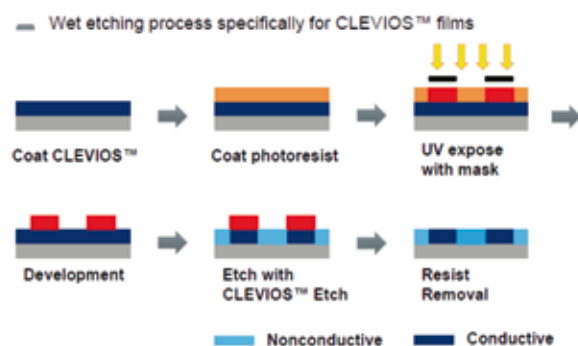 Wet etching process specifically for CLEVIOS™ films
Coat CLEVIOS™
Coat photoresist
UV expose
with mask
Development
Etch with
CLEVIOS™ Etch
Resist
Removal
Nonconductive
Conductive